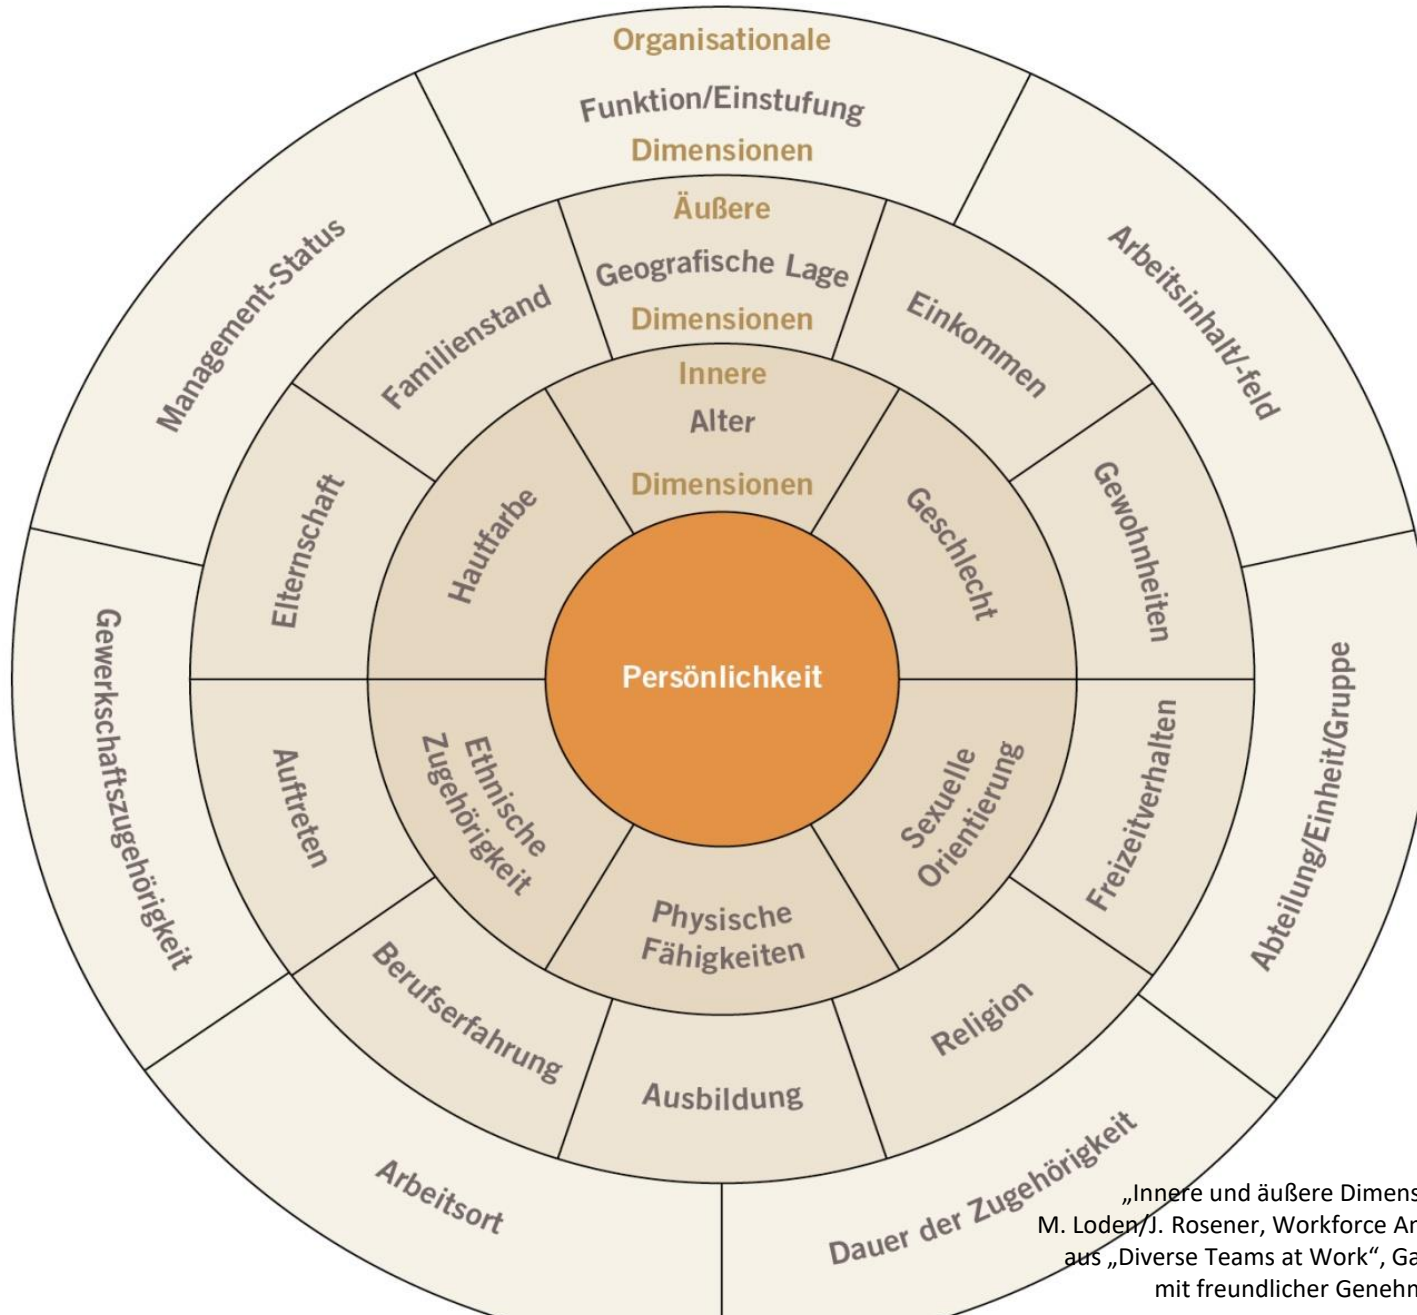 Organisationale
Funktion/Einstufung
Dimensionen
Arbeitsinhalt/-feld
Abteilung/Einheit/Gruppe
Dauer der Zugehörigkeit
Arbeitsort
Gewerkschaftszugehörigkeit
Management-Status
Äußere
Geografische Lage
Dimensionen
Einkommen
Gewohnheiten
Freizeitverhalten
Religion
Ausbildung
Berufserfahrung
Auftreten
Elternschaft
Familienstand
Innere
Alter
Dimensionen
Geschlecht
Sexuelle
Orientierung
Physische
Fähigkeiten
Ethnische
Zugehörigkeit
Hautfarbe
Persönlichkeit
„Innere und äußere Dimens
M. Loden/J. Rosener, Workforce Ar
aus „Diverse Teams at Work“, Ga
mit freundlicher Genehm